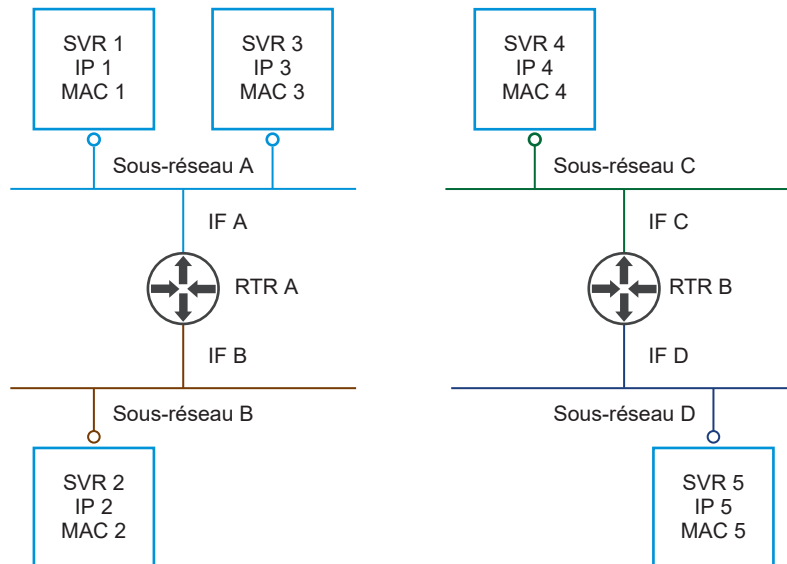 SVR 1
IP 1
MAC 1
SVR 3
IP 3
MAC 3
SVR 4
IP 4
MAC 4
Sous-réseau A
Sous-réseau C
IF A
IF C
RTR A
RTR B
IF B
IF D
Sous-réseau B
Sous-réseau D
SVR 2
IP 2
MAC 2
SVR 5
IP 5
MAC 5